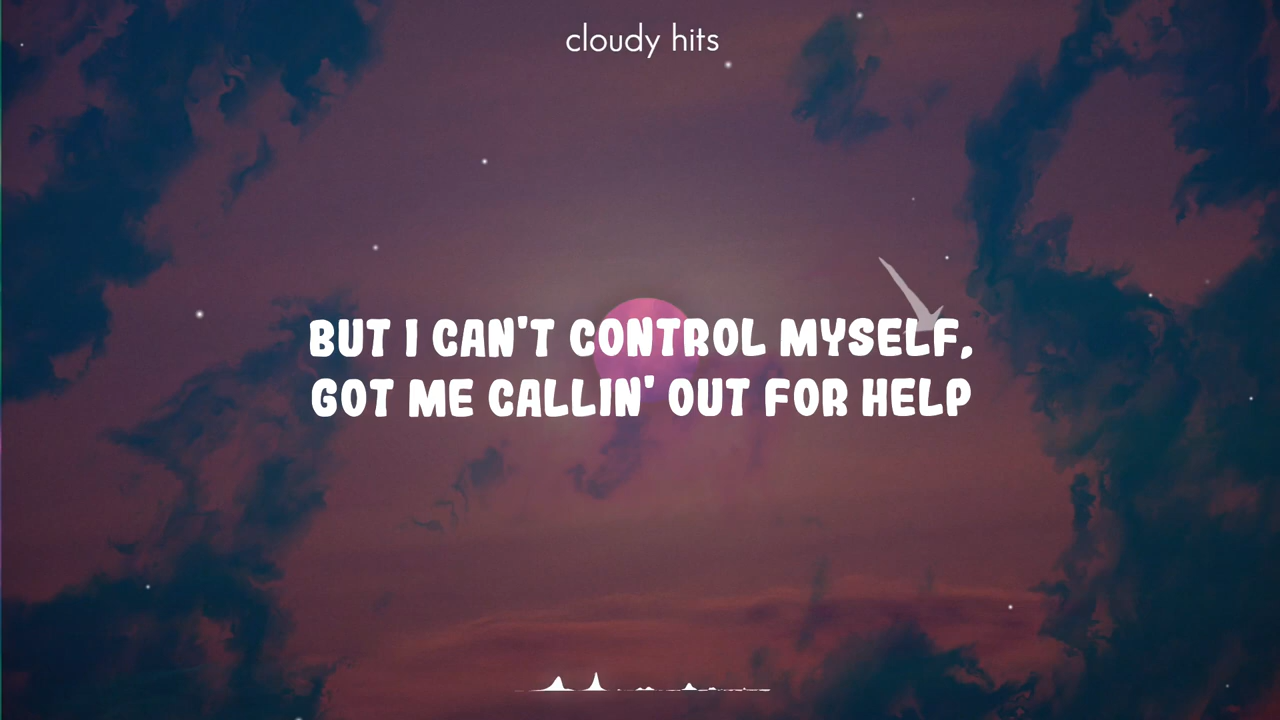 cloudy hits
BUT I CAN'T CONTROL MYSELF,
GOT ME CALLIN' OUT FOR HELP